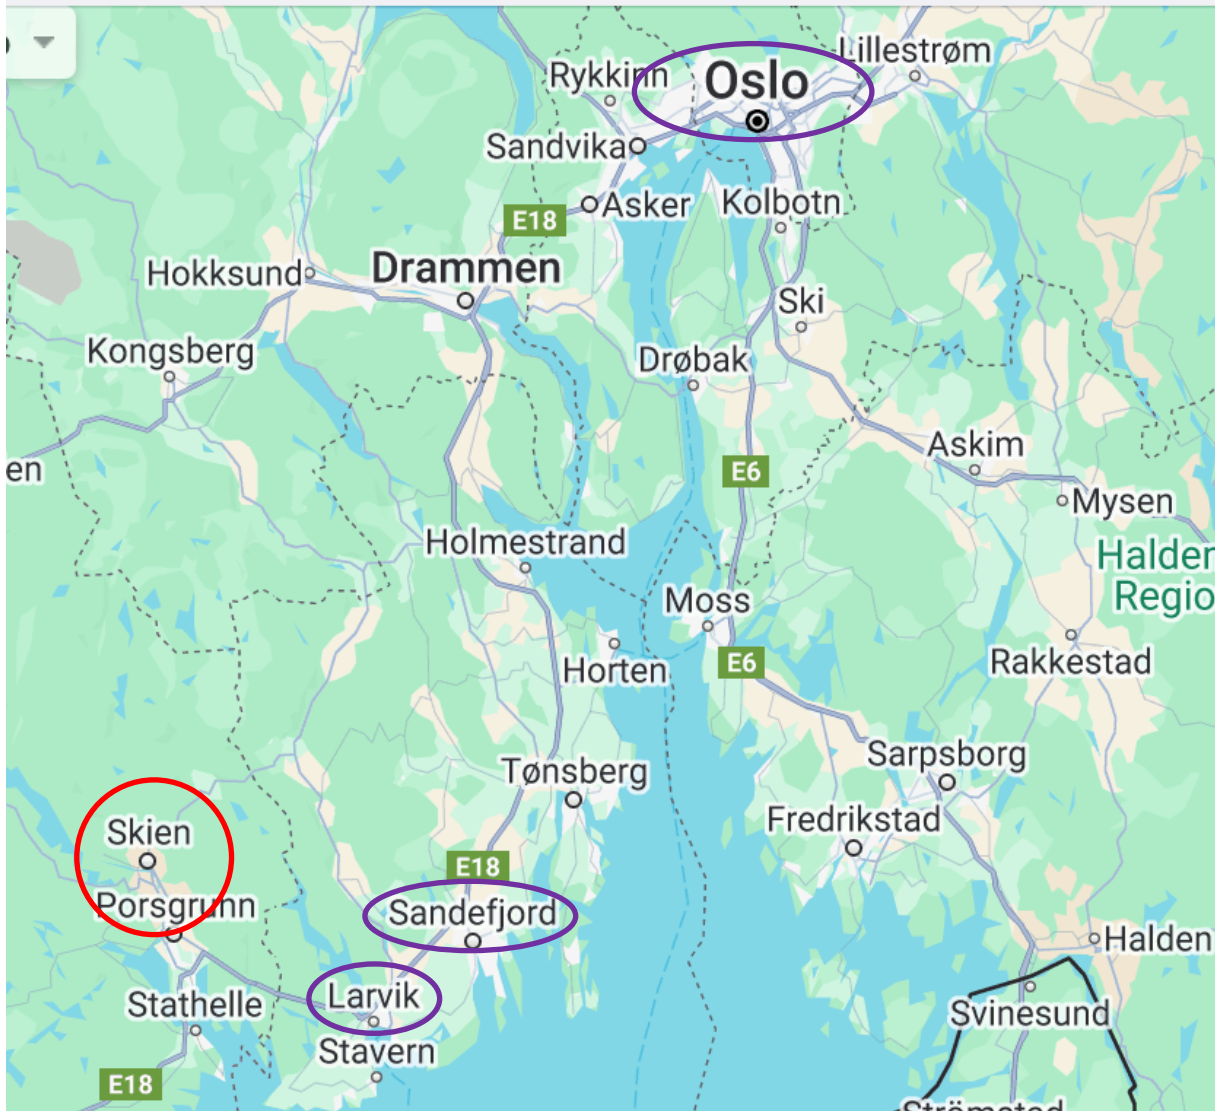 Lillestrøm
Rykkinn
Oslo
Sandvika
Asker
Kolbotn
E18
Hokksund
Drammen
Ski
Kongsberg
Drøbak
Askim
en
E6
Mysen
Holmestrand
Halden
Regio
Moss
Horten
E6
Rakkestad
Sarpsborg
Tønsberg
Fredrikstad
Skien
E18
Porsgrunn
Sandefjord
Halden
Larvik
Stathelle
Svinesund
Stavern
E18
Strömstad